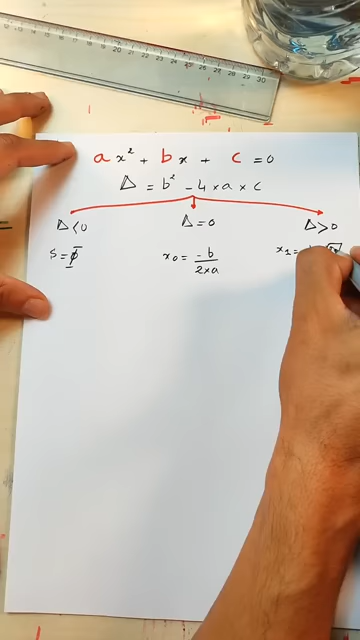 a x² + b x + c = 0
Δ = b² - 4 × a × c
Δ < 0 Δ = 0 Δ > 0
S = ϕ x₀ = -b / 2×a x₁ =